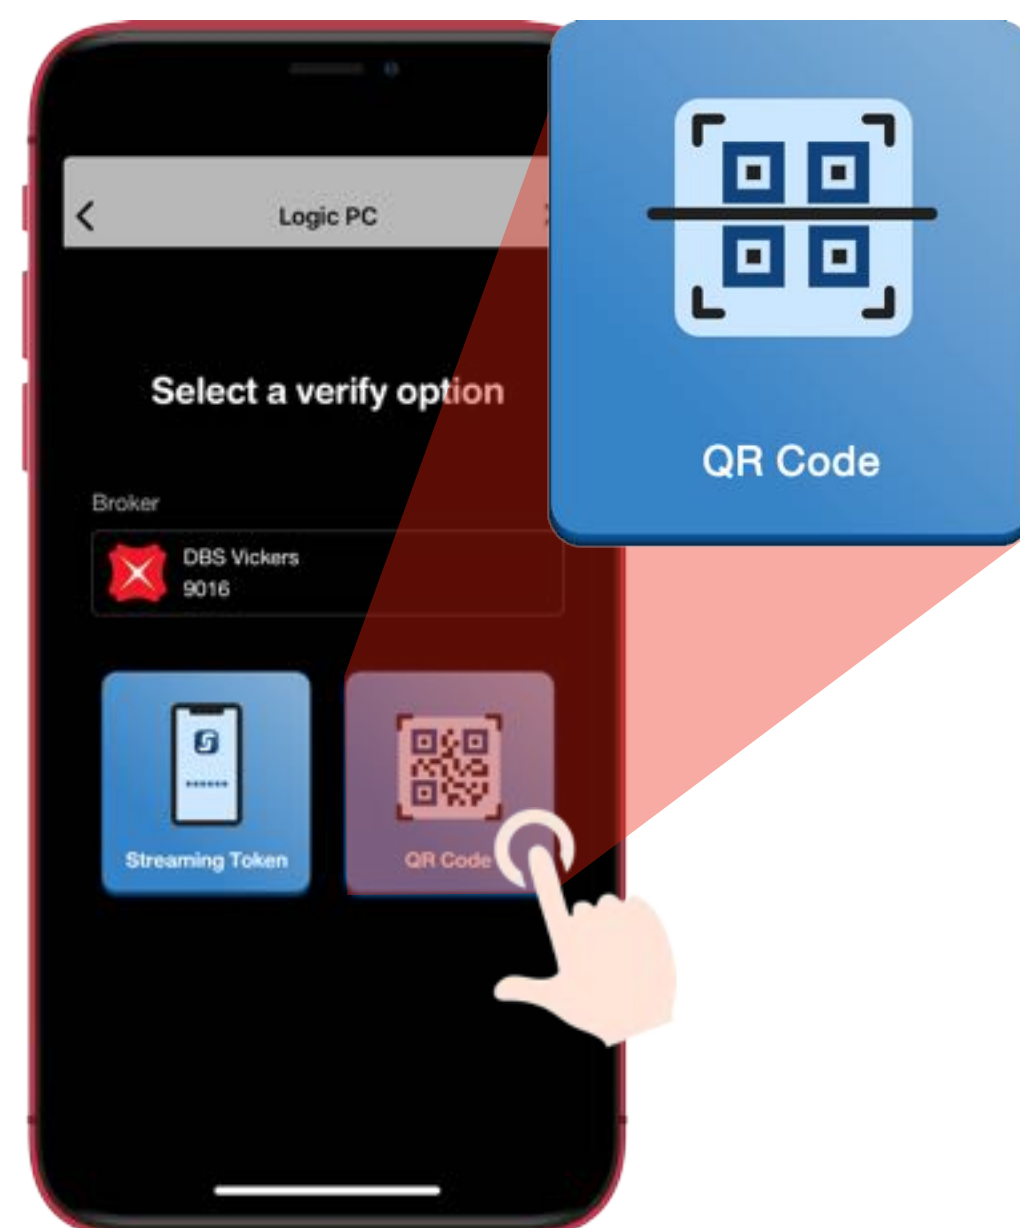 Logic PC
Select a verify option
Broker
DBS Vickers
9016
Streaming Token
QR Code
QR Code